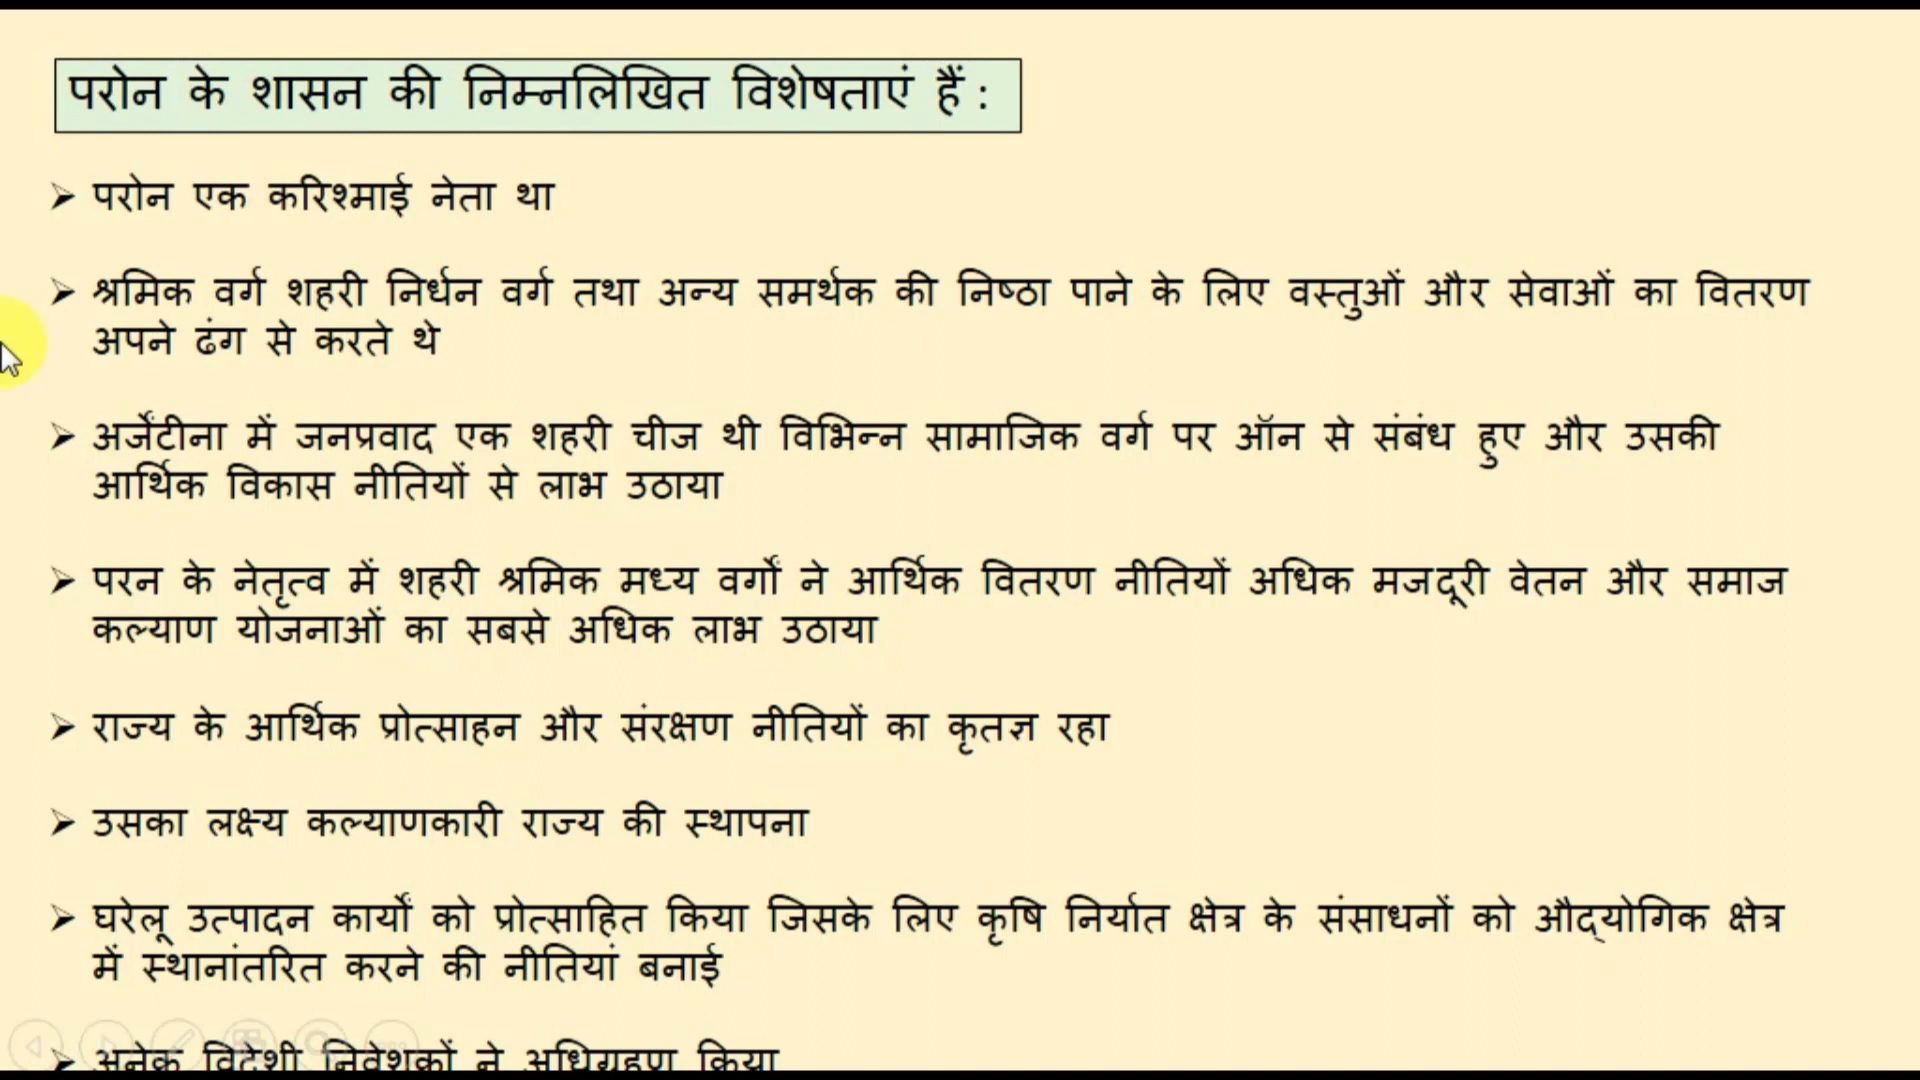 परोन के शासन की निम्नलिखित विशेषताएं हैं :
➢ परोन एक करिश्माई नेता था
➢ श्रमिक वर्ग शहरी निर्धन वर्ग तथा अन्य समर्थक की निष्ठा पाने के लिए वस्तुओं और सेवाओं का वितरण
अपने ढंग से करते थे
➢ अर्जेंटीना में जनप्रवाद एक शहरी चीज थी विभिन्न सामाजिक वर्ग पर ऑन से संबंध हुए और उसकी
आर्थिक विकास नीतियों से लाभ उठाया
➢ परन के नेतृत्व में शहरी श्रमिक मध्य वर्गों ने आर्थिक वितरण नीतियों अधिक मजदूरी वेतन और समाज
कल्याण योजनाओं का सबसे अधिक लाभ उठाया
➢ राज्य के आर्थिक प्रोत्साहन और संरक्षण नीतियों का कृतज्ञ रहा
➢ उसका लक्ष्य कल्याणकारी राज्य की स्थापना
➢ घरेलू उत्पादन कार्यों को प्रोत्साहित किया जिसके लिए कृषि निर्यात क्षेत्र के संसाधनों को औद्योगिक क्षेत्र
में स्थानांतरित करने की नीतियां बनाई
➢ अनेक विदेशी निवेशकों ने अधिग्रहण किया